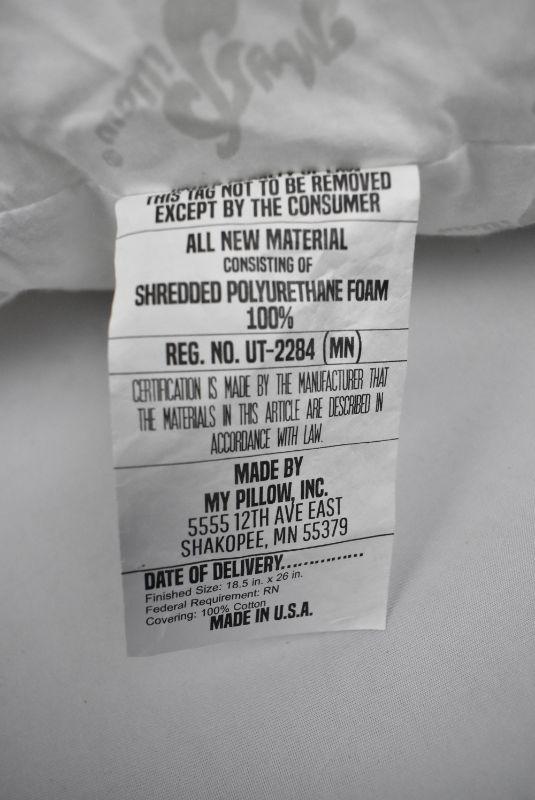 My
Pillow®
THIS TAG NOT TO BE REMOVED
EXCEPT BY THE CONSUMER
ALL NEW MATERIAL
CONSISTING OF
SHREDDED POLYURETHANE FOAM
100%
REG. NO. UT-2284 (MN)
CERTIFICATION IS MADE BY THE MANUFACTURER THAT
THE MATERIALS IN THIS ARTICLE ARE DESCRIBED IN
ACCORDANCE WITH LAW.
MADE BY
MY PILLOW, INC.
5555 12TH AVE EAST
SHAKOPEE, MN 55379
DATE OF DELIVERY...............
Finished Size: 18.5 in. x 26 in.
Federal Requirement: RN
Covering: 100% Cotton
MADE IN U.S.A.